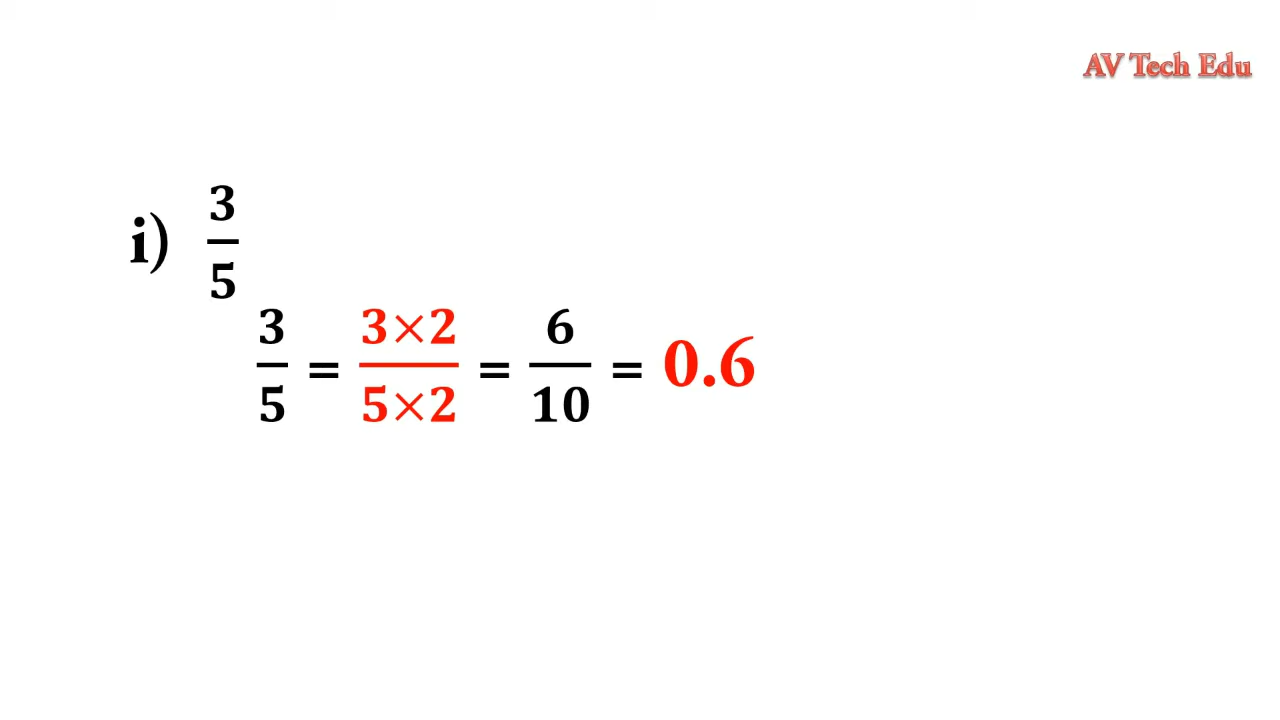 AV Tech Edu
i) 3/5
3/5 = 3×2/5×2 = 6/10 = 0.6